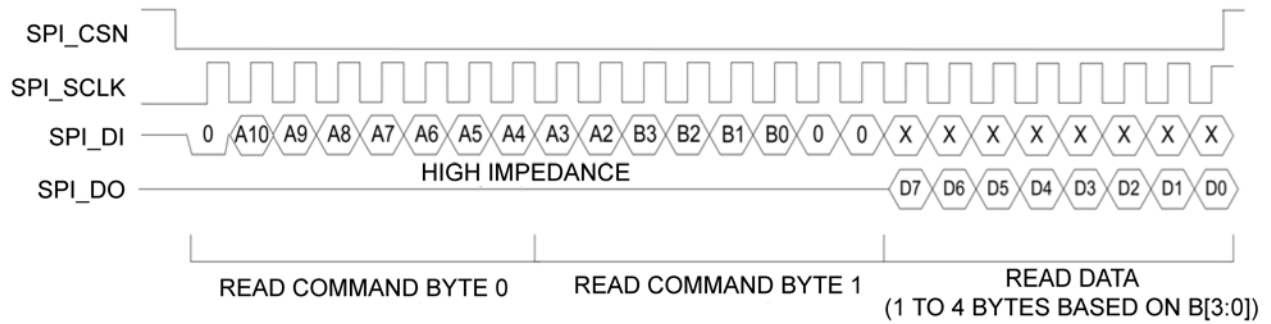 SPI_CSN
SPI_SCLK
SPI_DI 0 A10 A9 A8 A7 A6 A5 A4 A3 A2 B3 B2 B1 B0 0 0 X X X X X X X X
HIGH IMPEDANCE
SPI_DO D7 D6 D5 D4 D3 D2 D1 D0
READ COMMAND BYTE 0 READ COMMAND BYTE 1 READ DATA
(1 TO 4 BYTES BASED ON B[3:0])